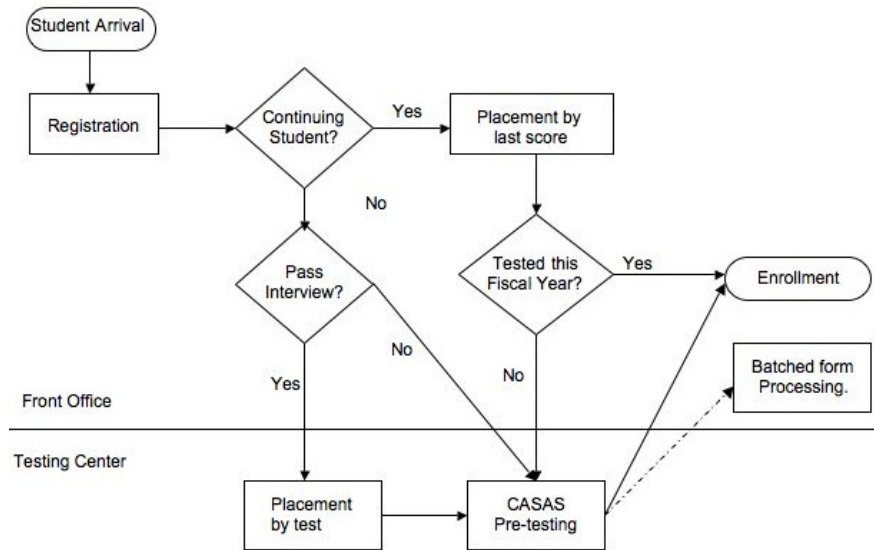 Student Arrival
Registration
Continuing
Student?
Yes
Placement by
last score
No
Pass
Interview?
Tested this
Fiscal Year?
Yes
Enrollment
No
No
Yes
Batched form
Processing.
Front Office
Testing Center
Placement
by test
CASAS
Pre-testing